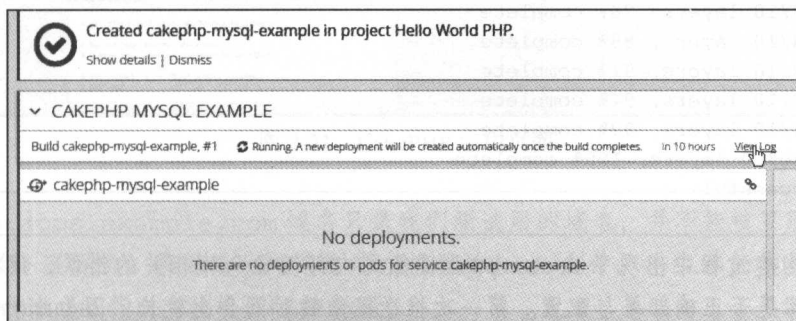 Created cakephp-mysql-example in project Hello World PHP.
Show details | Dismiss
CAKEPHP MYSQL EXAMPLE
Build cakephp-mysql-example, #1 Running. A new deployment will be created automatically once the build completes. in 10 hours View Log
cakephp-mysql-example
No deployments.
There are no deployments or pods for service cakephp-mysql-example.